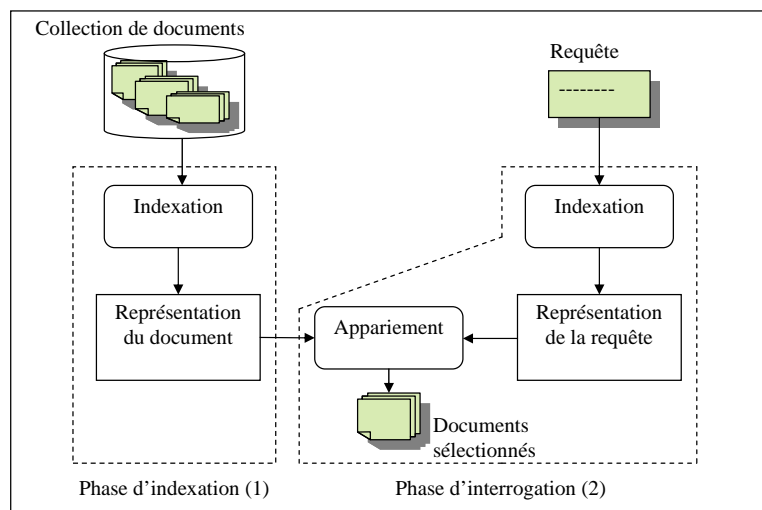 Collection de documents
Requête
---------
Indexation
Indexation
Représentation
du document
Appariement
Représentation
de la requête
Documents
sélectionnés
Phase d'indexation (1)
Phase d'interrogation (2)